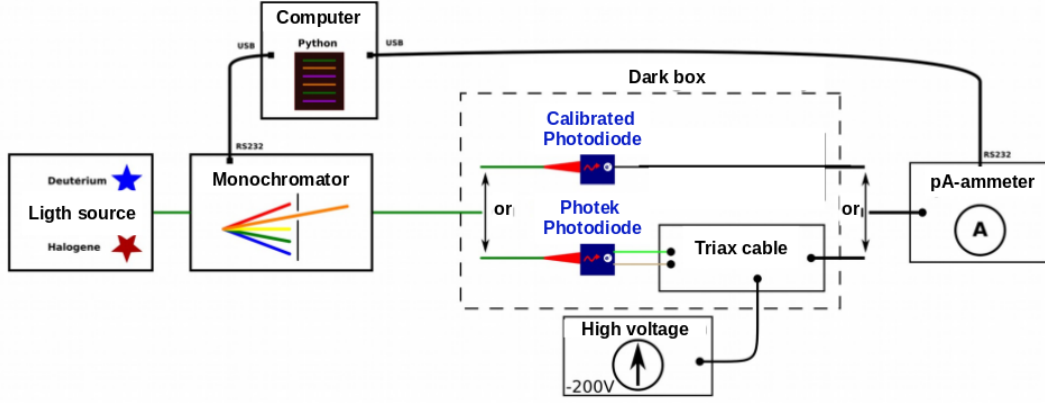 Computer
Python
USB
USB
RS232
Dark box
Calibrated
Photodiode
RS232
Deuterium
Ligth source
Halogene
Monochromator
or
Photek
Photodiode
or
pA-ammeter
A
Triax cable
High voltage
-200V